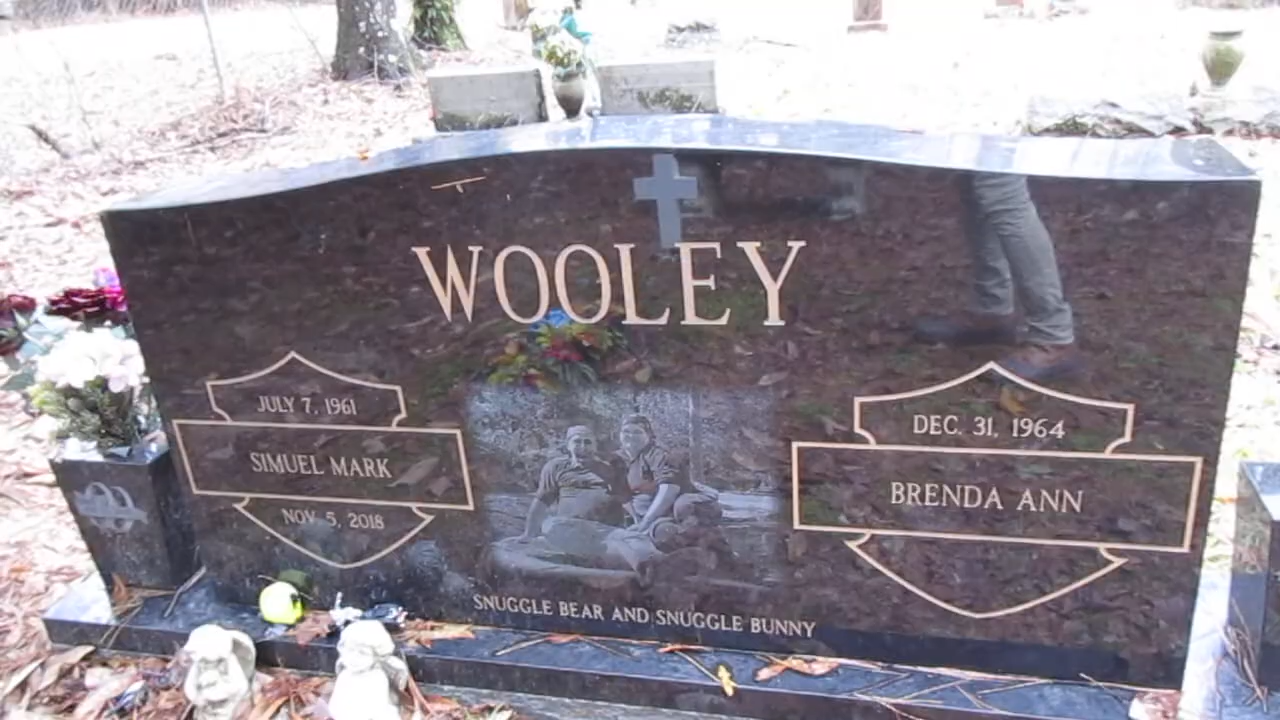 WOOLEY
JULY 7, 1961
SIMUEL MARK
NOV. 5, 2018
DEC. 31, 1964
BRENDA ANN
SNUGGLE BEAR AND SNUGGLE BUNNY